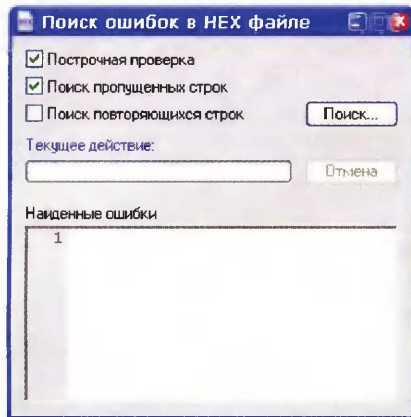 Поиск ошибок в HEX файле
Построчная проверка
Поиск пропущенных строк
Поиск повторяющихся строк
Поиск...
Текущее действие:
Отмена
Найденные ошибки
1